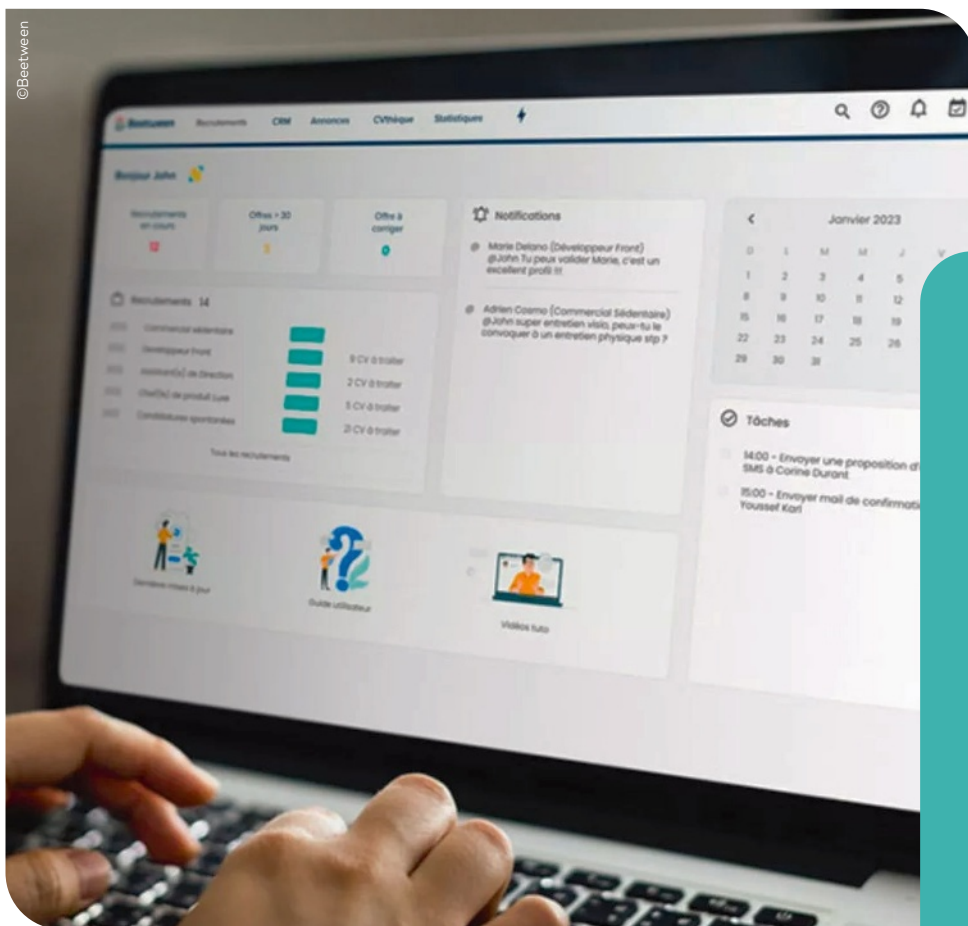 ©Beetween
Beetween Recrutements CRM Annonces CVthèque Statistiques
Bonjour John
Recrutements en cours
12
Offres > 30 jours
3
Offre à corriger
0
Recrutements 14
Commercial sédentaire
Développeur Front
9 CV à traiter
Assistant(e) de Direction
2 CV à traiter
Chef(fe) de produit Luxe
5 CV à traiter
Candidatures spontanées
21 CV à traiter
Tous les recrutements
Dernières mises à jour
Guide utilisateur
Vidéos tuto
Notifications
@ Marie Delano (Développeur Front)
@John Tu peux valider Marie, c'est un
excellent profil !!!
@ Adrien Cosmo (Commercial Sédentaire)
@John super entretien visio, peux-tu le
convoquer à un entretien physique stp ?
Janvier 2023
D L M M J V
1 2 3 4 5
8 9 10 11 12
15 16 17 18 19
22 23 24 25 26
29 30 31
Tâches
14:00 - Envoyer une proposition d'
SMS à Corine Durant
15:00 - Envoyer mail de confirmati
Youssef Karl